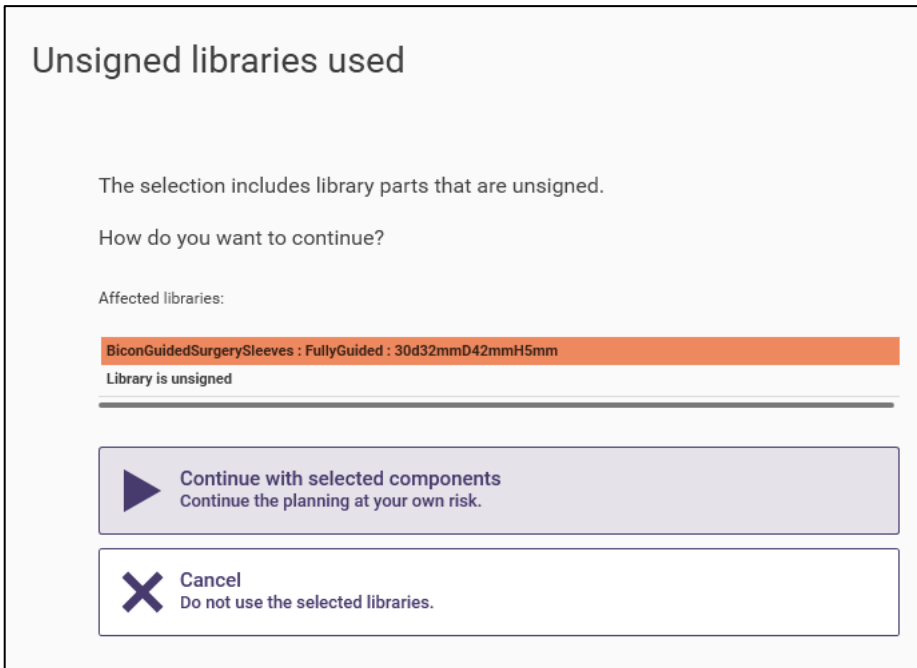 Unsigned libraries used
The selection includes library parts that are unsigned.
How do you want to continue?
Affected libraries:
BiconGuidedSurgerySleeves : FullyGuided : 30d32mmD42mmH5mm
Library is unsigned
Continue with selected components
Continue the planning at your own risk.
Cancel
Do not use the selected libraries.